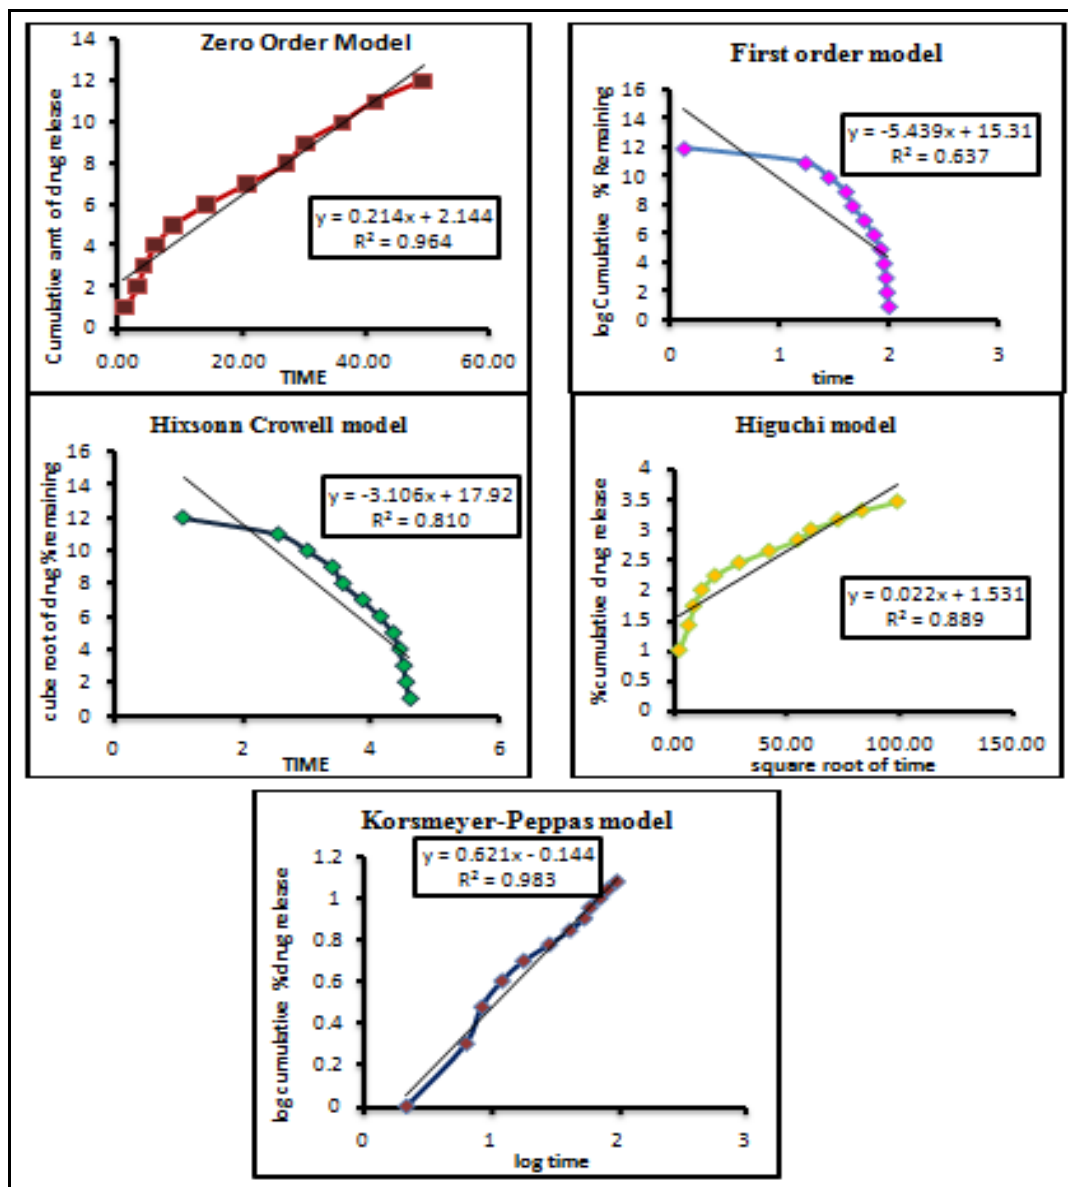 Zero Order Model
Cumulative amt of drug release
14
12
10
8
6
4
2
0
y = 0.214x + 2.144
R² = 0.964
0.00 20.00 40.00 60.00
TIME
First order model
log Cumulative % Remaining
16
14
12
10
8
6
4
2
0
y = -5.439x + 15.31
R² = 0.637
0 1 2 3
time
Hixsonn Crowell model
cube root of drug % remaining
16
14
12
10
8
6
4
2
0
y = -3.106x + 17.92
R² = 0.810
0 2 4 6
TIME
Higuchi model
% cumulative drug release
4
3.5
3
2.5
2
1.5
1
0.5
0
y = 0.022x + 1.531
R² = 0.889
0.00 50.00 100.00 150.00
square root of time
Korsmeyer-Peppas model
log cumulative % drug release
1.2
1
0.8
0.6
0.4
0.2
0
y = 0.621x - 0.144
R² = 0.983
0 1 2 3
log time